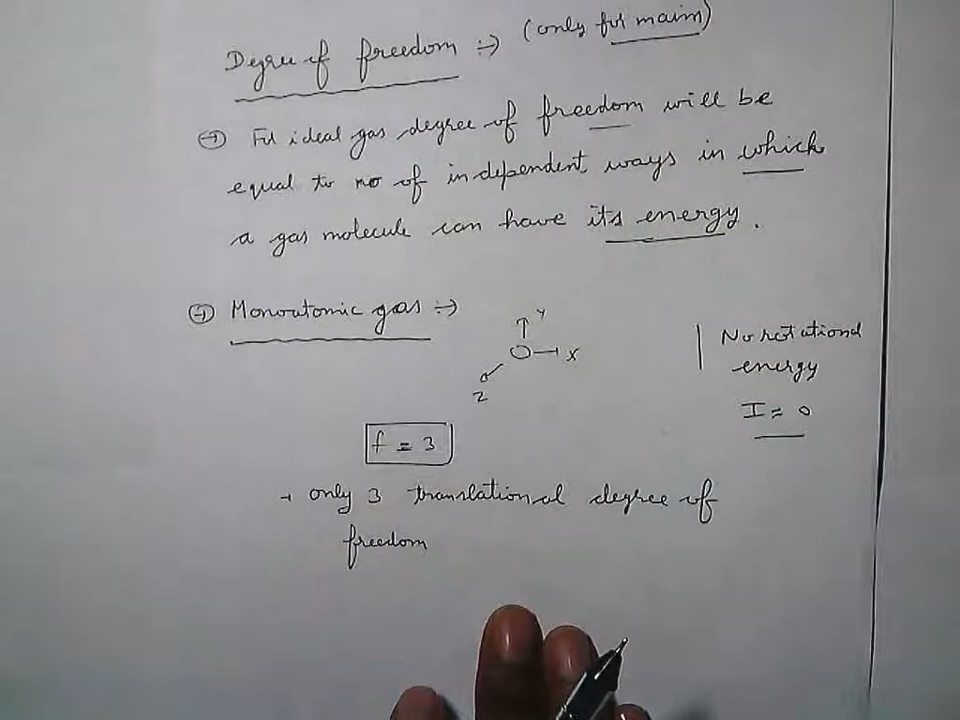 Degree of freedom :→ (only for maim)
→ For ideal gas degree of freedom will be
equal to no of independent ways in which
a gas molecule can have its energy.
→ Monoatomic gas :→
Y
X
Z
No rotational
energy
I ≈ 0
f = 3
→ only 3 translational degree of
freedom